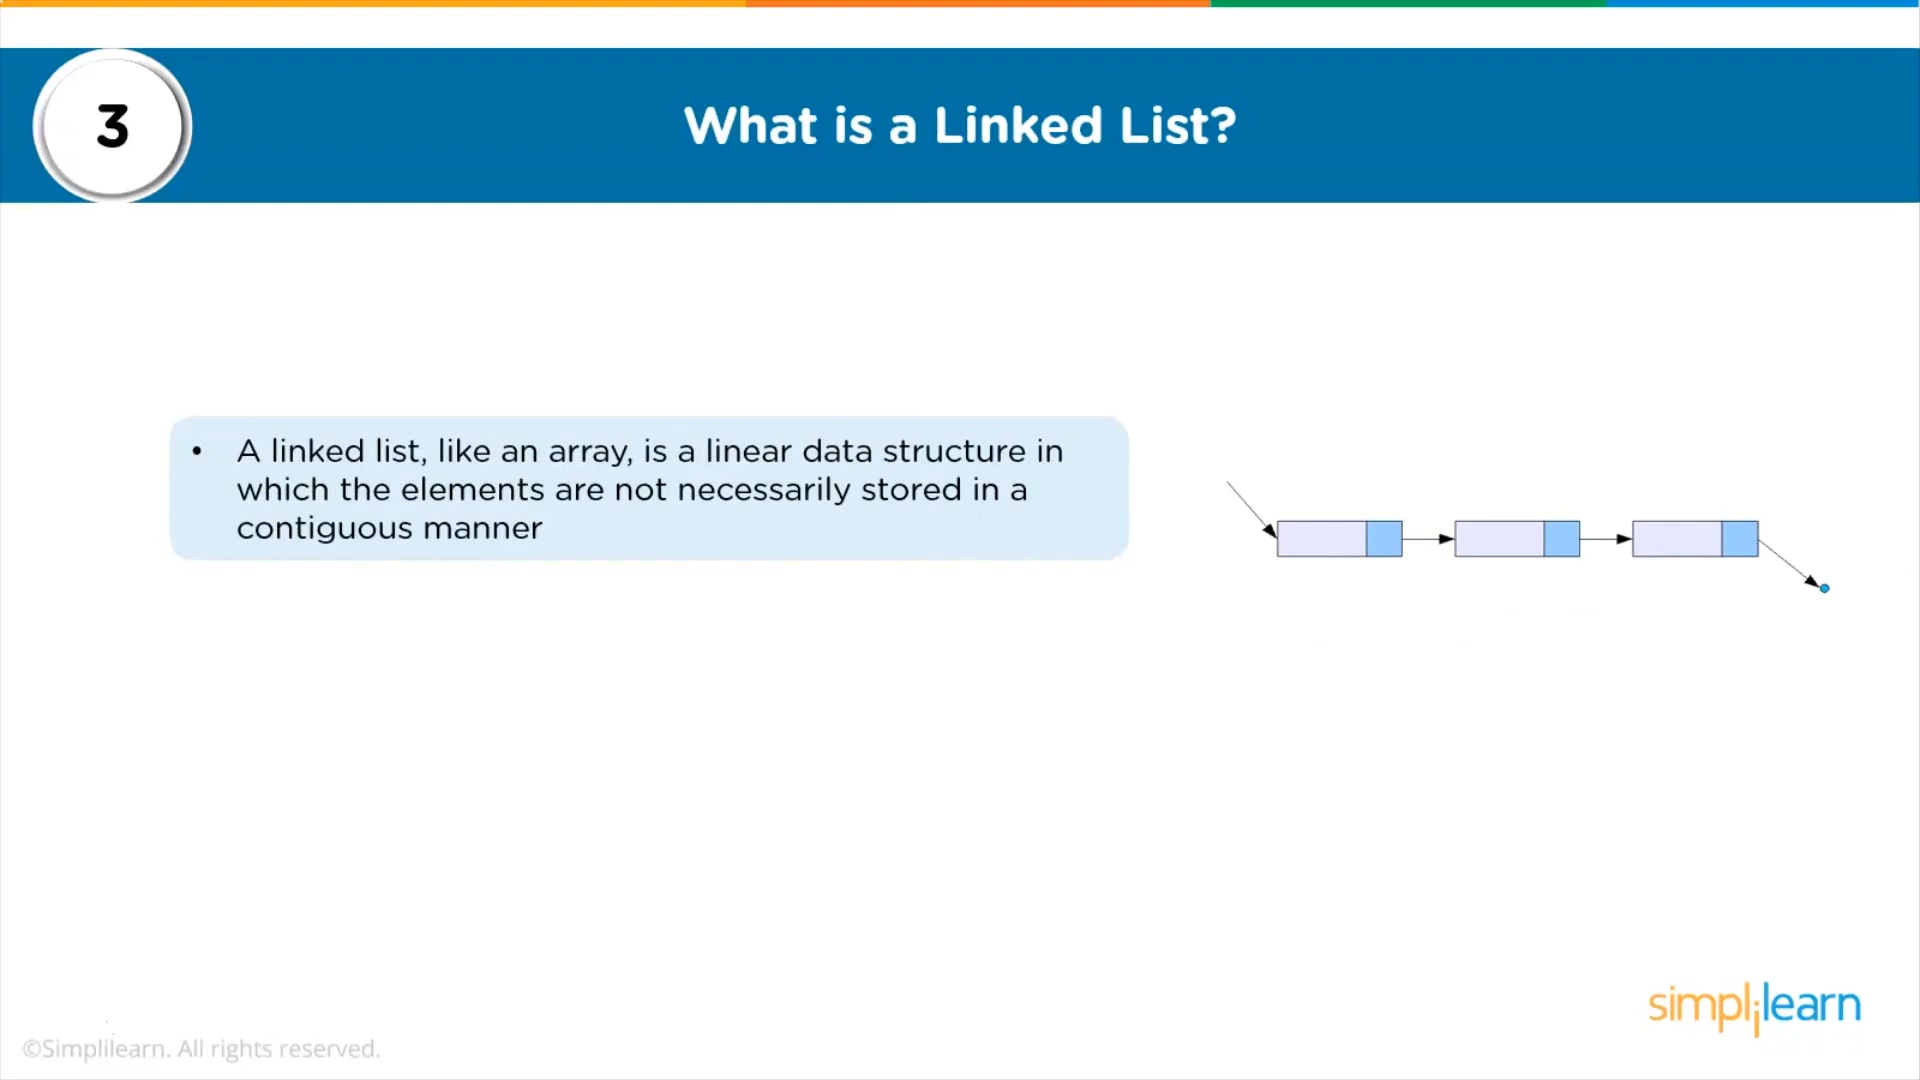 3
What is a Linked List?
• A linked list, like an array, is a linear data structure in
which the elements are not necessarily stored in a
contiguous manner
simplilearn
©Simplilearn. All rights reserved.